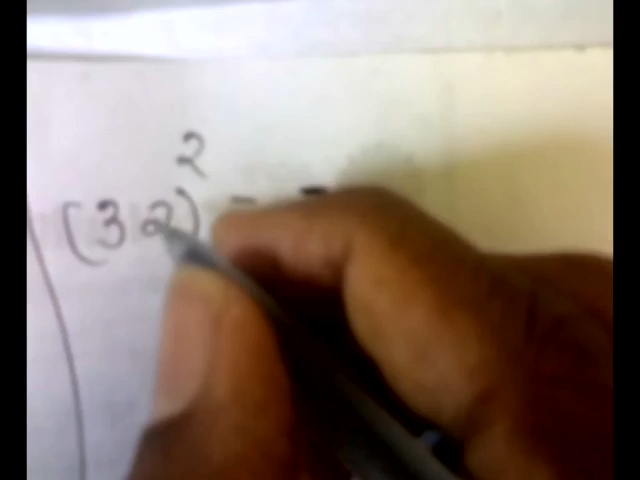 (32)² =